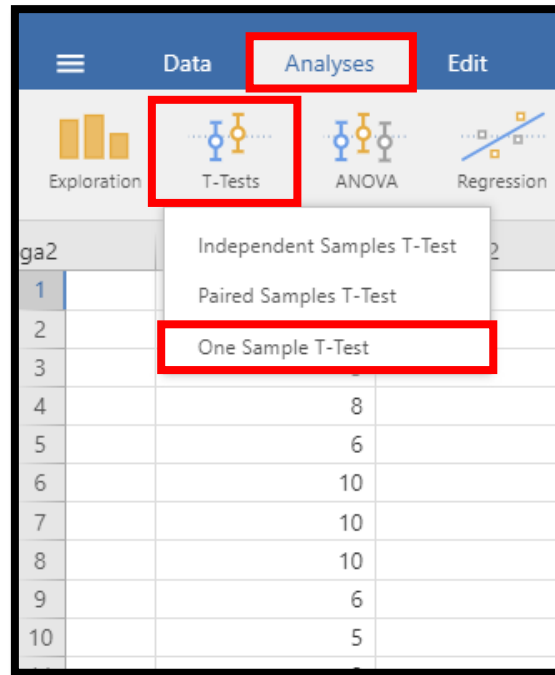 Data Analyses Edit
Exploration T-Tests ANOVA Regression
ga2
Independent Samples T-Test
Paired Samples T-Test
One Sample T-Test
1
2
3
4 8
5 6
6 10
7 10
8 10
9 6
10 5